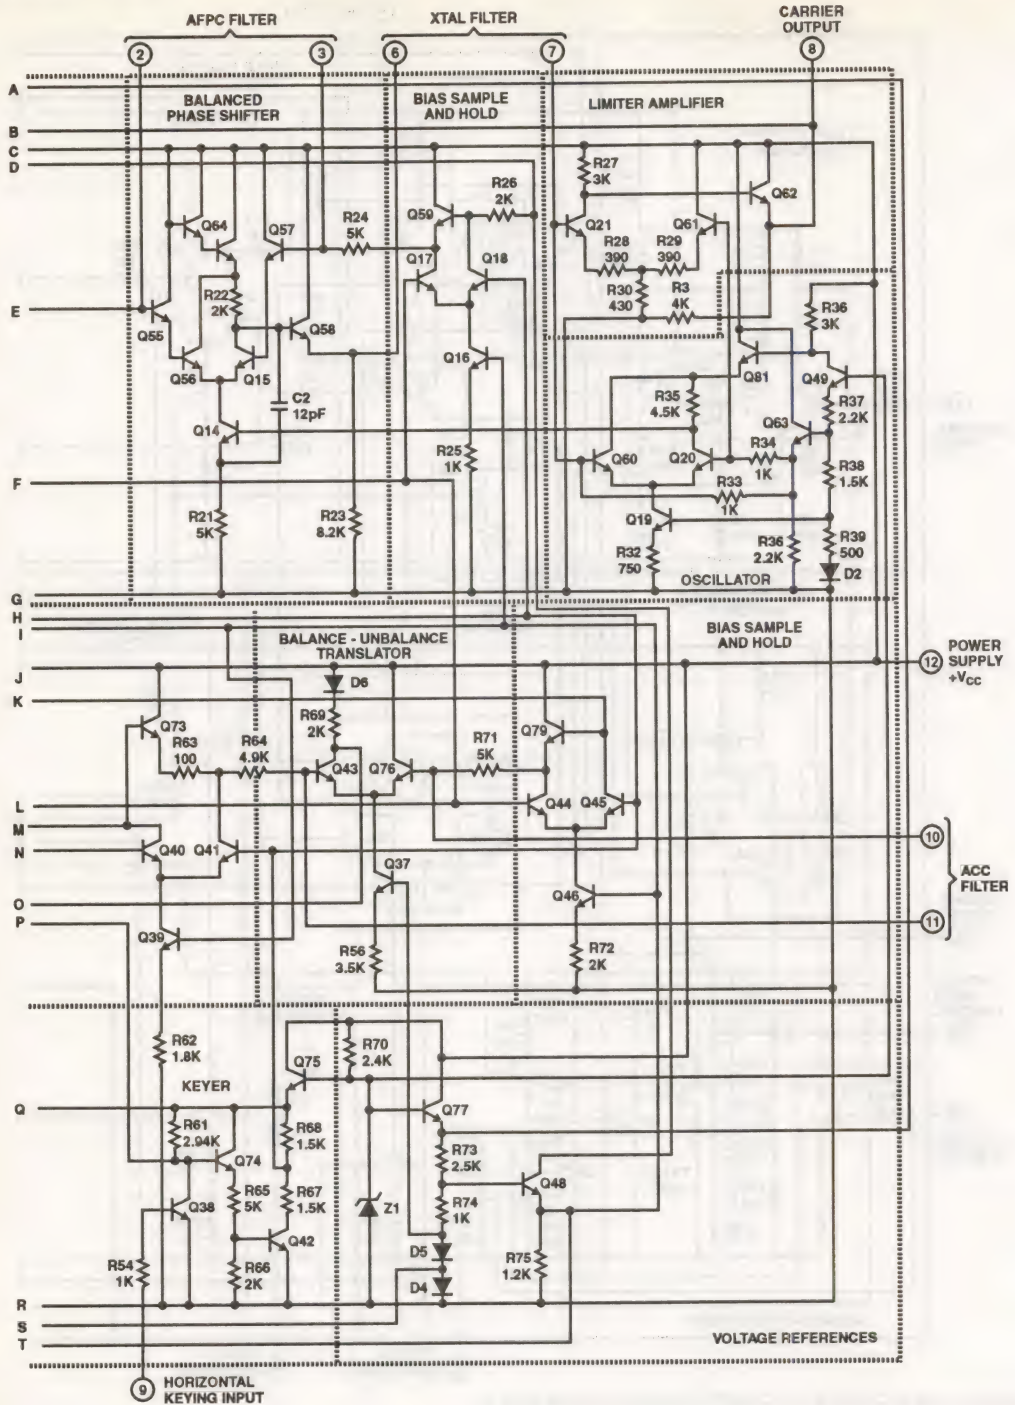 AFPC FILTER
XTAL FILTER
CARRIER
OUTPUT
2
3
6
7
8
A
B
C
D
E
F
G
H
I
J
K
L
M
N
O
P
Q
R
S
T
BALANCED
PHASE SHIFTER
Q64
Q57
R24
5K
R22
2K
Q55
Q56
Q15
Q58
C2
12pF
Q14
R21
5K
R23
8.2K
BIAS SAMPLE
AND HOLD
Q59
R26
2K
Q17
Q18
Q16
R25
1K
LIMITER AMPLIFIER
R27
3K
Q62
Q21
Q61
R28
390
R29
390
R30
430
R3
4K
R36
3K
Q81
Q49
R35
4.5K
R37
2.2K
Q63
Q60
Q20
R34
1K
R38
1.5K
R33
1K
Q19
R32
750
R36
2.2K
R39
500
D2
OSCILLATOR
BALANCE - UNBALANCE
TRANSLATOR
BIAS SAMPLE
AND HOLD
12
POWER
SUPPLY
+VCC
D6
R69
2K
Q73
R63
100
R64
4.9K
Q43
Q76
R71
5K
Q79
Q44
Q45
10
Q40
Q41
Q37
Q46
ACC
FILTER
11
Q39
R56
3.5K
R72
2K
R62
1.8K
Q75
R70
2.4K
KEYER
R61
2.94K
R68
1.5K
Q77
Q74
R73
2.5K
R65
5K
R67
1.5K
Q48
Q38
Z1
R74
1K
Q42
R54
1K
R66
2K
D5
D4
R75
1.2K
VOLTAGE REFERENCES
9
HORIZONTAL
KEYING INPUT